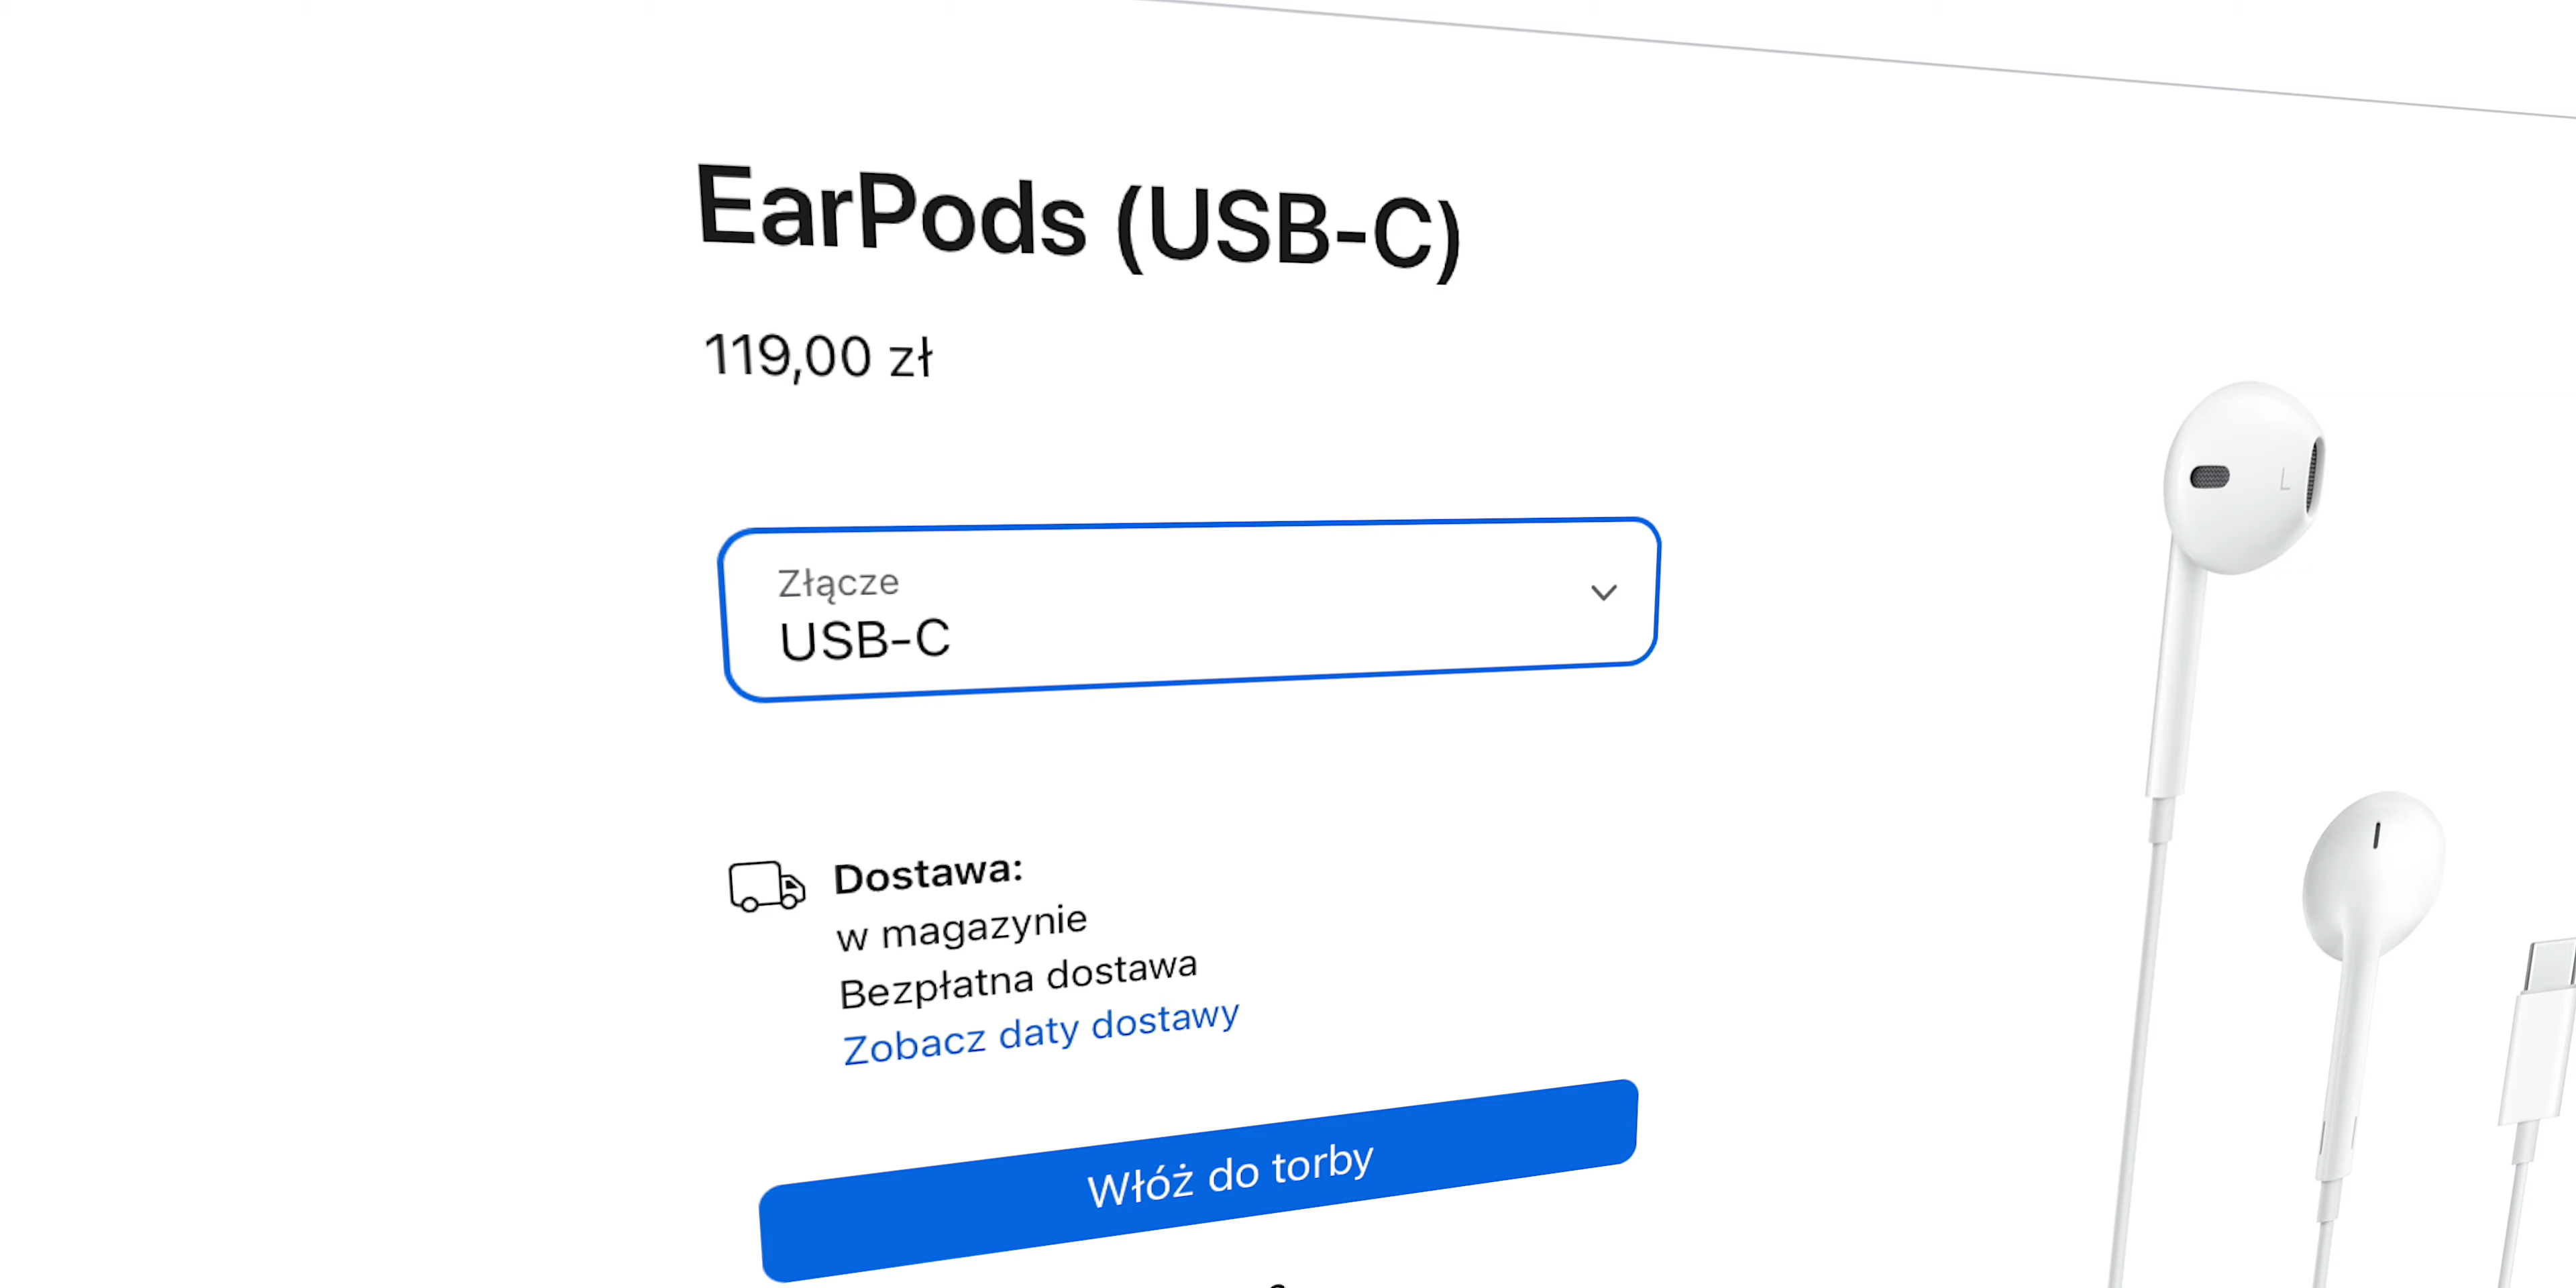 EarPods (USB-C)
119,00 zł
Złącze
USB-C
Dostawa:
w magazynie
Bezpłatna dostawa
Zobacz daty dostawy
Włóż do torby
L